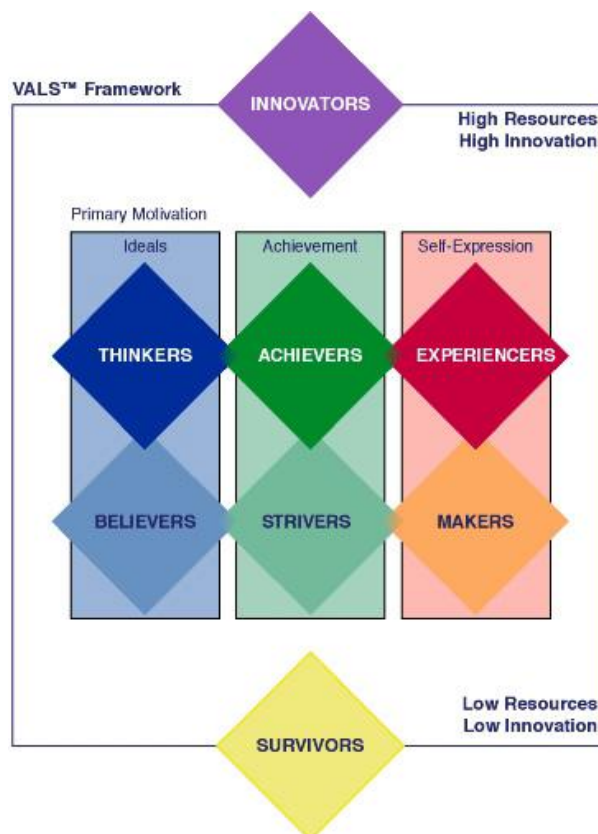 VALS™ Framework
INNOVATORS
High Resources
High Innovation
Primary Motivation
Ideals
Achievement
Self-Expression
THINKERS
ACHIEVERS
EXPERIENCERS
BELIEVERS
STRIVERS
MAKERS
Low Resources
Low Innovation
SURVIVORS